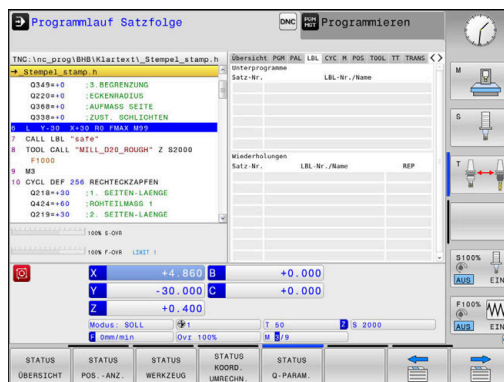 Programmlauf Satzfolge
DNC
PGM MGT
Programmieren
TNC:\nc_prog\BHB\Klartext\_Stempel_stamp.h
→_Stempel_stamp.h
Q349=+0 ;3.BEGRENZUNG
Q220=+0 ;ECKENRADIUS
Q368=+0 ;AUFMASS SEITE
Q338=+0 ;ZUST. SCHLICHTEN
6 L Y-30 X+30 R0 FMAX M99
7 CALL LBL "safe"
8 TOOL CALL "MILL_D20_ROUGH" Z S2000
F1000
9 M3
10 CYCL DEF 256 RECHTECKZAPFEN
Q218=+30 ;1. SEITEN-LAENGE
Q424=+60 ;ROHTEILMASS 1
Q219=+30 ;2. SEITEN-LAENGE
Übersicht PGM PAL LBL CYC M POS TOOL TT TRANS
Unterprogramme
Satz-Nr. LBL-Nr./Name
Wiederholungen
Satz-Nr. LBL-Nr./Name REP
100% S-OVR
100% F-OVR LIMIT 1
X +4.860 B +0.000
Y -30.000 C +0.000
Z +0.400
Modus: SOLL 1 T 50 Z S 2000
F 0mm/min Ovr 100% M 3/9
M
S
T
S100%
AUS EIN
F100%
AUS EIN
STATUS ÜBERSICHT
STATUS POS.-ANZ.
STATUS WERKZEUG
STATUS KOORD. UMRECHN.
STATUS Q-PARAM.